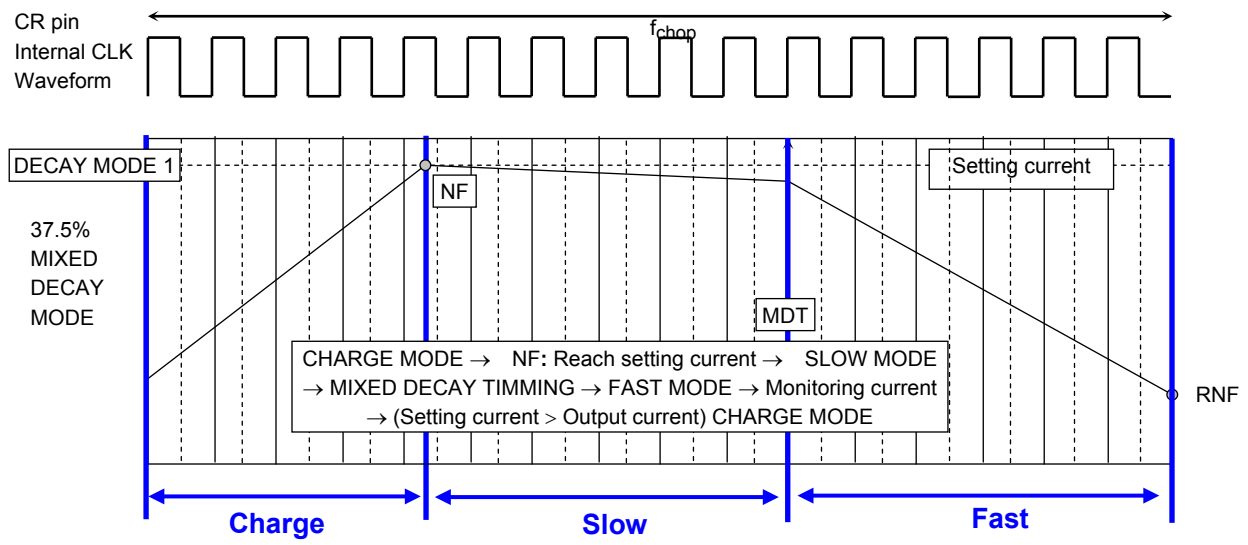 CR pin
Internal CLK
Waveform
fchop
DECAY MODE 1
Setting current
NF
37.5%
MIXED
DECAY
MODE
MDT
CHARGE MODE → NF: Reach setting current → SLOW MODE
→ MIXED DECAY TIMMING → FAST MODE → Monitoring current
→ (Setting current > Output current) CHARGE MODE
RNF
Charge
Slow
Fast